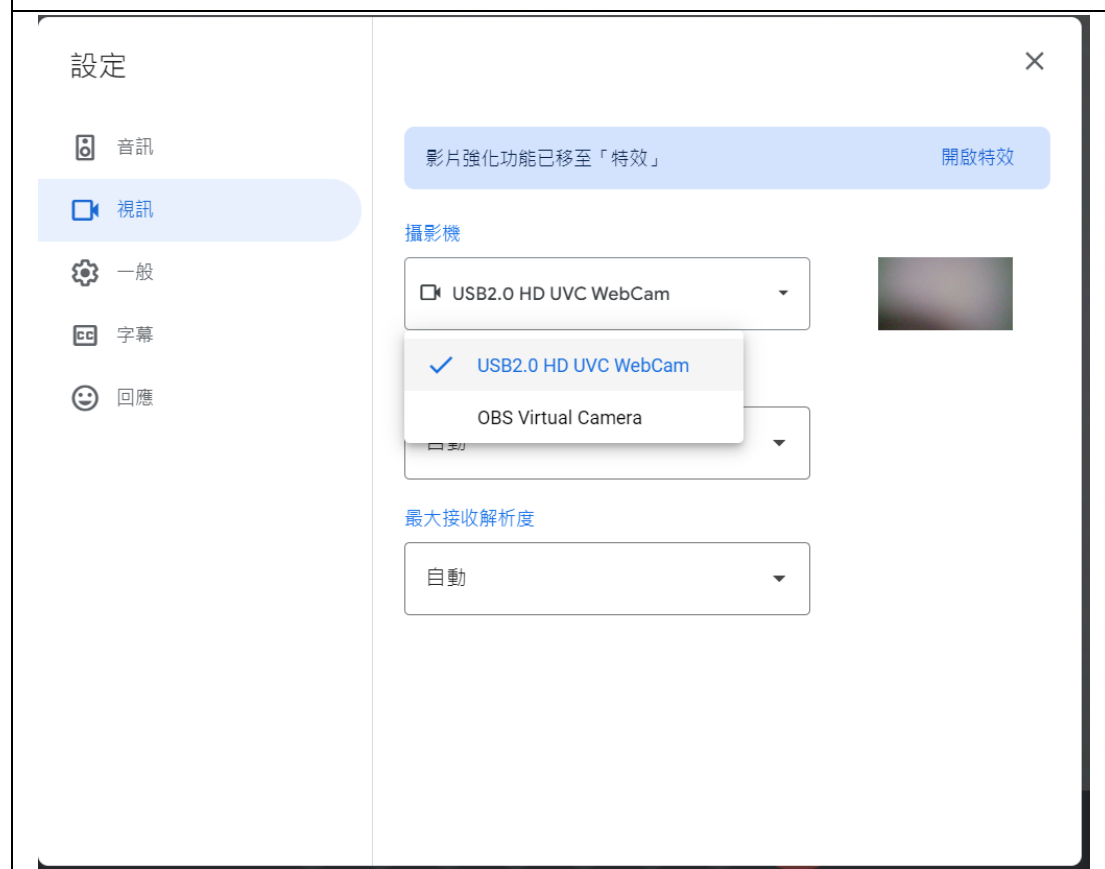 設定
音訊
視訊
一般
字幕
回應
影片強化功能已移至「特效」 開啟特效
攝影機
USB2.0 HD UVC WebCam
USB2.0 HD UVC WebCam
OBS Virtual Camera
自動
最大接收解析度
自動